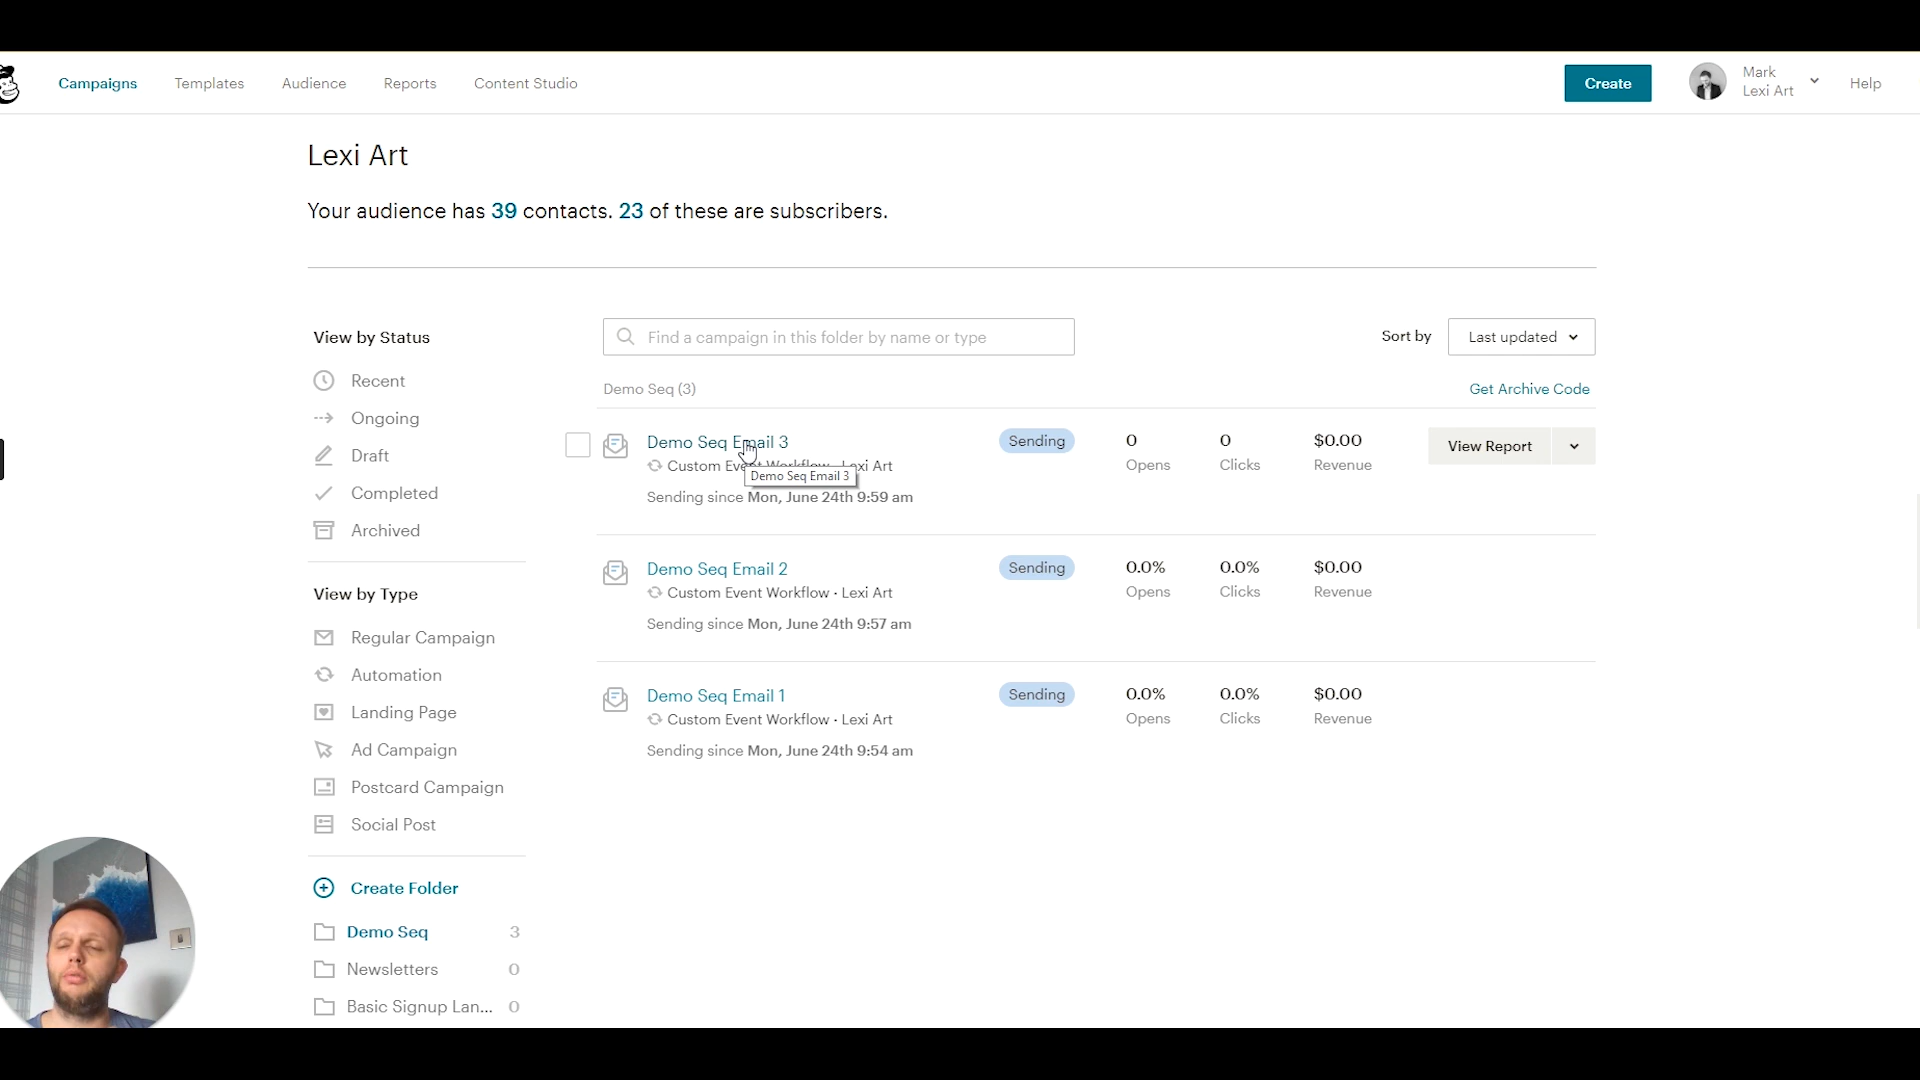 Campaigns
Templates
Audience
Reports
Content Studio
Create
Mark
Lexi Art
Help
Lexi Art
Your audience has 39 contacts. 23 of these are subscribers.
View by Status
Recent
Ongoing
Draft
Completed
Archived
View by Type
Regular Campaign
Automation
Landing Page
Ad Campaign
Postcard Campaign
Social Post
Create Folder
Demo Seq 3
Newsletters 0
Basic Signup Lan... 0
Find a campaign in this folder by name or type
Sort by
Last updated
Demo Seq (3)
Get Archive Code
Demo Seq Email 3
Custom Event Workflow · Lexi Art
Demo Seq Email 3
Sending since Mon, June 24th 9:59 am
Sending
0
Opens
0
Clicks
$0.00
Revenue
View Report
Demo Seq Email 2
Custom Event Workflow · Lexi Art
Sending since Mon, June 24th 9:57 am
Sending
0.0%
Opens
0.0%
Clicks
$0.00
Revenue
Demo Seq Email 1
Custom Event Workflow · Lexi Art
Sending since Mon, June 24th 9:54 am
Sending
0.0%
Opens
0.0%
Clicks
$0.00
Revenue